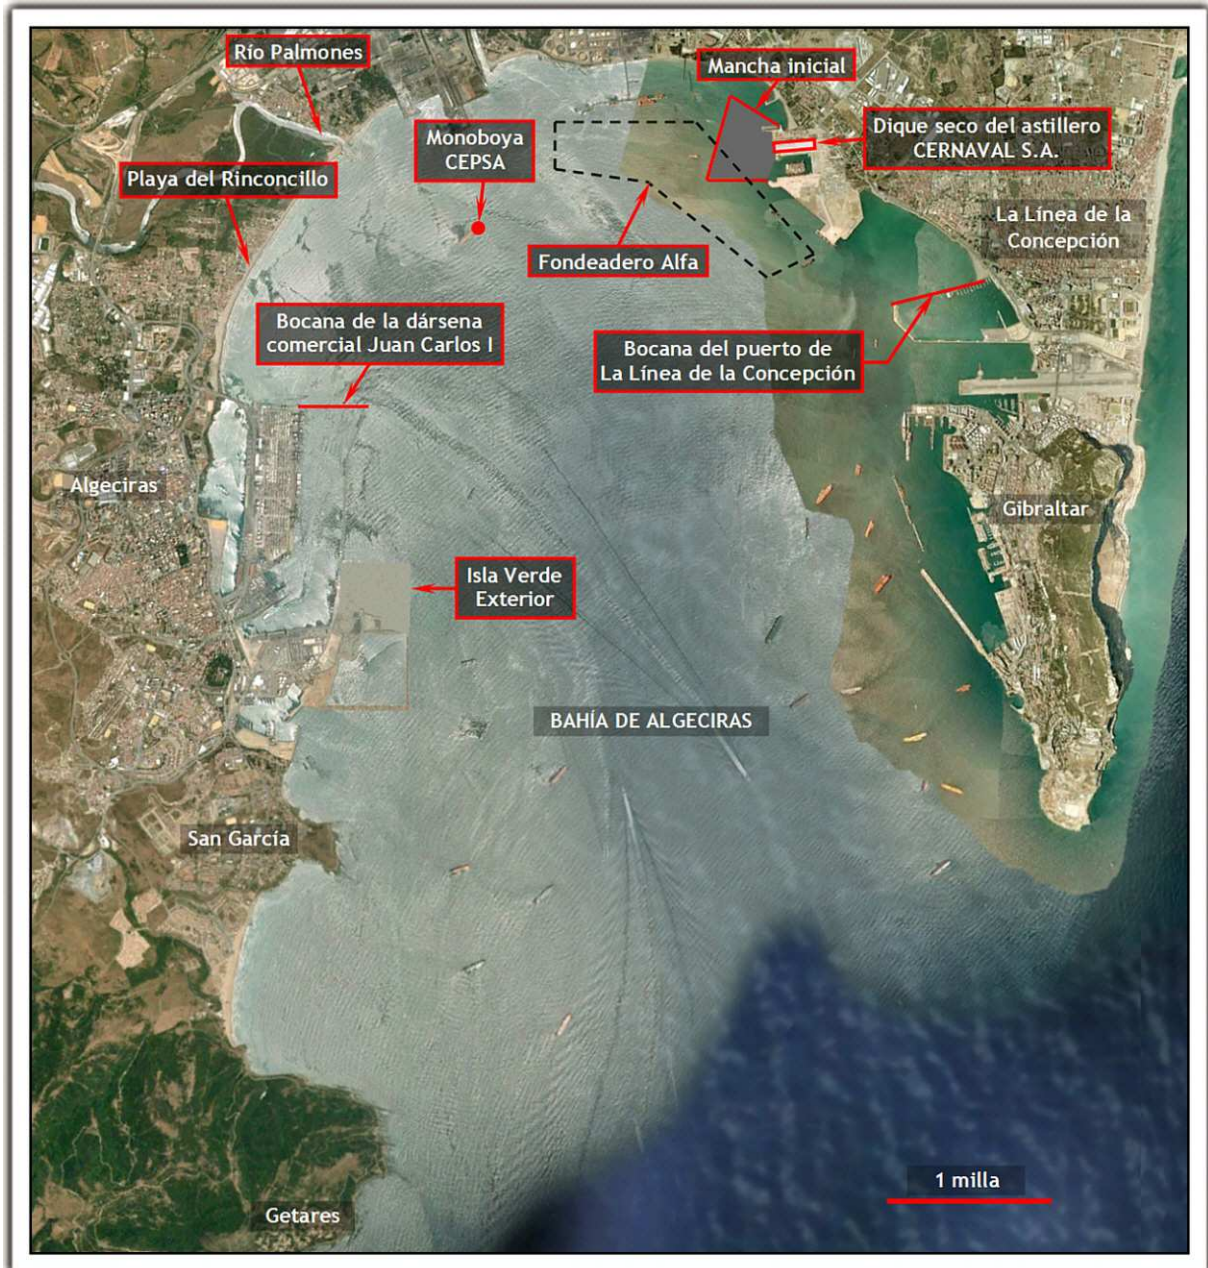 Río Palmones
Mancha inicial
Monoboya
CEPSA
Dique seco del astillero
CERNAVAL S.A.
Playa del Rinconcillo
La Línea de la
Concepción
Fondeadero Alfa
Bocana de la dársena
comercial Juan Carlos I
Bocana del puerto de
La Línea de la Concepción
Algeciras
Gibraltar
Isla Verde
Exterior
BAHÍA DE ALGECIRAS
San García
1 milla
Getares